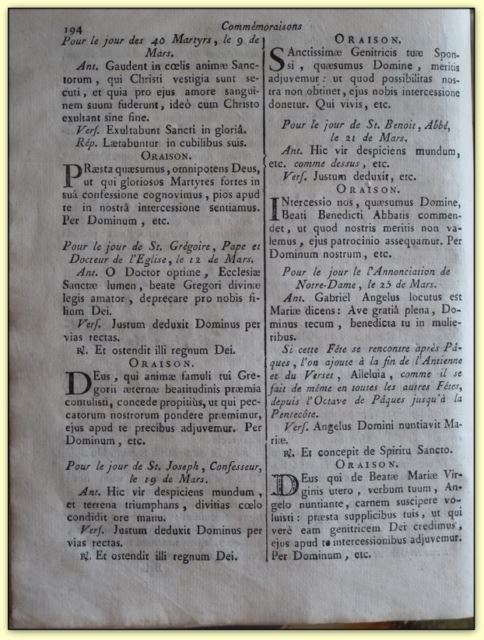 194 Commémoraisons
Pour le jour des 40 Martyrs, le 9 de
Mars.
Ant. Gaudent in cœlis animæ Sanc-
torum, qui Christi vestigia sunt se-
cuti, et quia pro ejus amore sangui-
nem suum fuderunt, ideò cum Christo
exultant sine fine.
Vers. Exultabunt Sancti in gloriâ.
Rép. Lætabuntur in cubilibus suis.
ORAISON.
PRæsta quæsumus, omnipotens Deus,
ut qui gloriosos Martyres fortes in
suâ confessione cognovimus, pios apud
te in nostrâ intercessione sentiamus.
Per Dominum, etc.
Pour le jour de St. Grégoire, Pape et
Docteur de l'Eglise, le 12 de Mars.
Ant. O Doctor optime, Ecclesiæ
Sanctæ lumen, beate Gregori divinæ
legis amator, deprecare pro nobis fi-
lium Dei.
Vers. Justum deduxit Dominus per
vias rectas.
℟. Et ostendit illi regnum Dei.
ORAISON.
DEus, qui animæ famuli tui Gre-
gorii æternæ beatitudinis præmia
contulisti, concede propitius, ut qui pec-
catorum nostrorum pondere præmimur,
ejus apud te precibus adjuvemur. Per
Dominum, etc.
Pour le jour de St. Joseph, Confesseur,
le 19 de Mars.
Ant. Hic vir despiciens mundum,
et terrena triumphans, divitias cœlo
condidit ore manu.
Vers. Justum deduxit Dominus per
vias rectas.
℟. Et ostendit illi regnum Dei.
ORAISON.
SAnctissimæ Genitricis tuæ Spon-
si, quæsumus Domine, meritis
adjuvemur: ut quod possibilitas nos-
tra non obtinet, ejus nobis intercessione
donetur. Qui vivis, etc.
Pour le jour de St. Benoit, Abbé,
le 21 de Mars.
Ant. Hic vir despiciens mundum,
etc. comme dessus, etc.
Vers. Justum deduxit, etc.
ORAISON.
INtercessio nos, quæsumus Domine,
Beati Benedicti Abbatis commen-
det, ut quod nostris meritis non va-
lemus, ejus patrocinio assequamur. Per
Dominum nostrum, etc.
Pour le jour le l'Annonciation de
Notre-Dame, le 25 de Mars.
Ant. Gabriel Angelus locutus est
Mariæ dicens: Ave gratiâ plena, Do-
minus tecum, benedicta tu in mulie-
ribus.
Si cette Fête se rencontre après Pâ-
ques, l'on ajoute à la fin de l'Antienne
et du Verset, Alleluia, comme il se
fait de même en toutes les autres Fêtes,
depuis l'Octave de Pâques jusqu'à la
Pentecôte.
Vers. Angelus Domini nuntiavit Ma-
riæ.
℟. Et concepit de Spiritu Sancto.
ORAISON.
DEus qui de Beatæ Mariæ Vir-
ginis utero, verbum tuum, An-
gelo nuntiante, carnem suscipere vo-
luisti: præsta supplicibus tuis, ut qui
verè eam genitricem Dei credimus,
ejus apud te intercessionibus adjuvemur.
Per Dominum, etc.